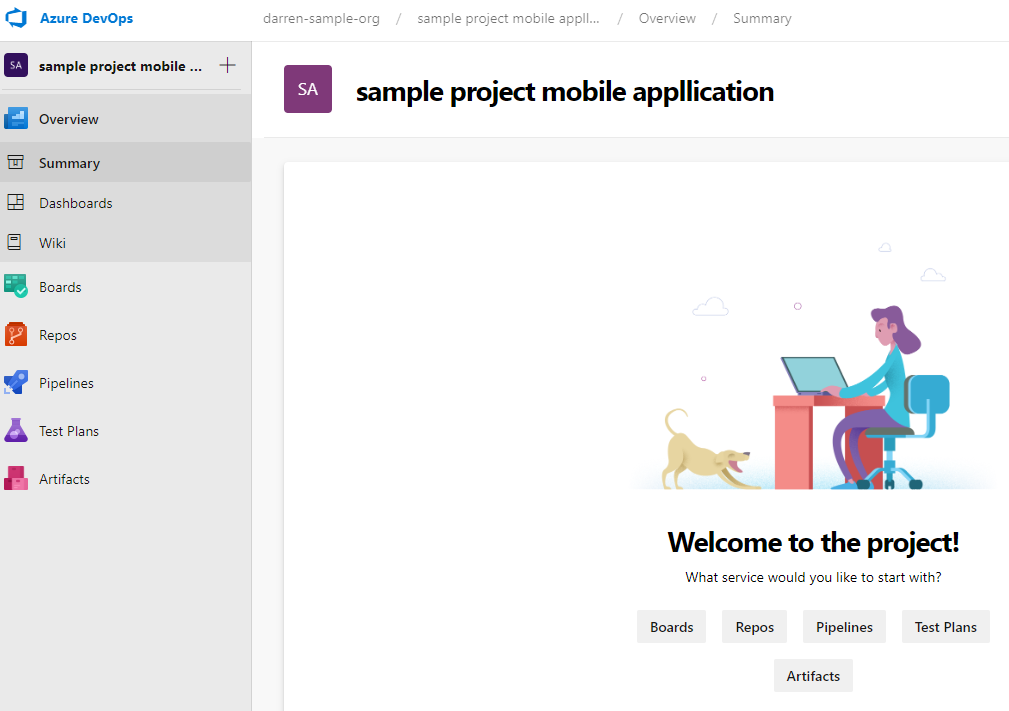 Azure DevOps
darren-sample-org / sample project mobile appll... / Overview / Summary
SA sample project mobile ...
Overview
Summary
Dashboards
Wiki
Boards
Repos
Pipelines
Test Plans
Artifacts
SA sample project mobile appllication
Welcome to the project!
What service would you like to start with?
Boards Repos Pipelines Test Plans
Artifacts